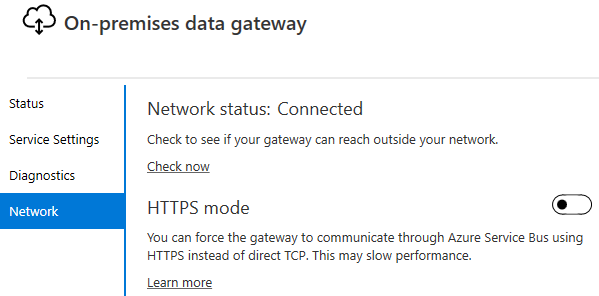 On-premises data gateway
Status
Service Settings
Diagnostics
Network
Network status: Connected
Check to see if your gateway can reach outside your network.
Check now
HTTPS mode
You can force the gateway to communicate through Azure Service Bus using
HTTPS instead of direct TCP. This may slow performance.
Learn more